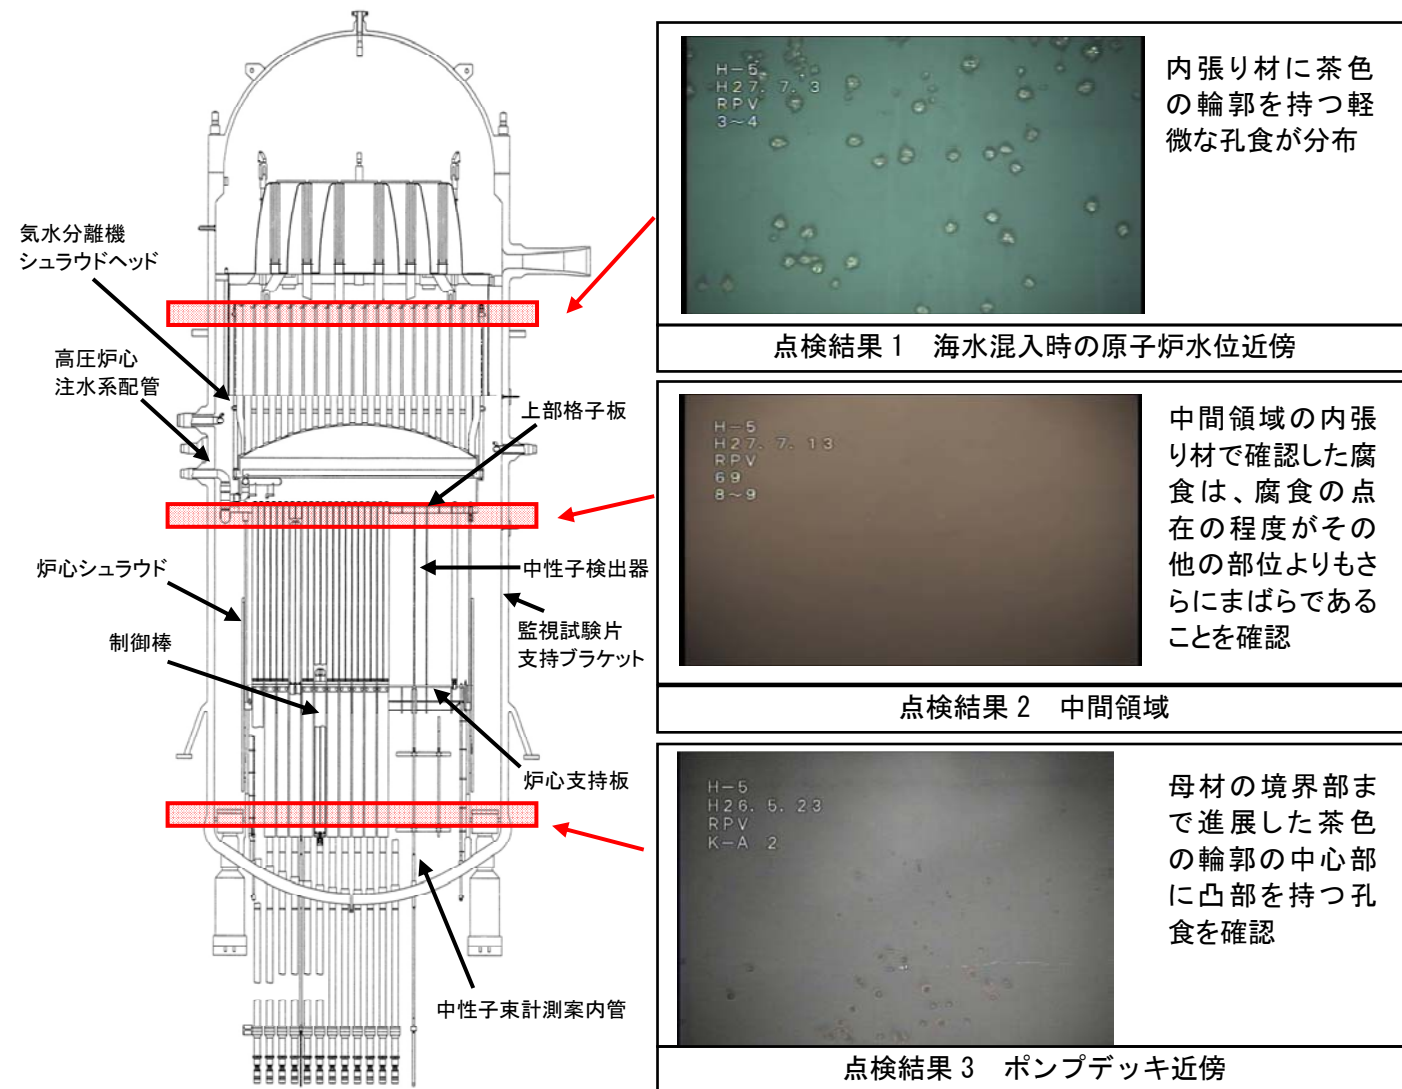 気水分離機
シュラウドヘッド
高圧炉心
注水系配管
炉心シュラウド
制御棒
上部格子板
中性子検出器
監視試験片
支持ブラケット
炉心支持板
中性子束計測案内管
H-5
H27. 7. 3
RPV
3~4
内張り材に茶色
の輪郭を持つ軽
微な孔食が分布
点検結果1 海水混入時の原子炉水位近傍
H-5
H27. 7. 13
RPV
69
8~9
中間領域の内張
り材で確認した腐
食は、腐食の点
在の程度がその
他の部位よりもさ
らにまばらである
ことを確認
点検結果2 中間領域
H-5
H26. 5. 23
RPV
K-A 2
母材の境界部ま
で進展した茶色
の輪郭の中心部
に凸部を持つ孔
食を確認
点検結果3 ポンプデッキ近傍